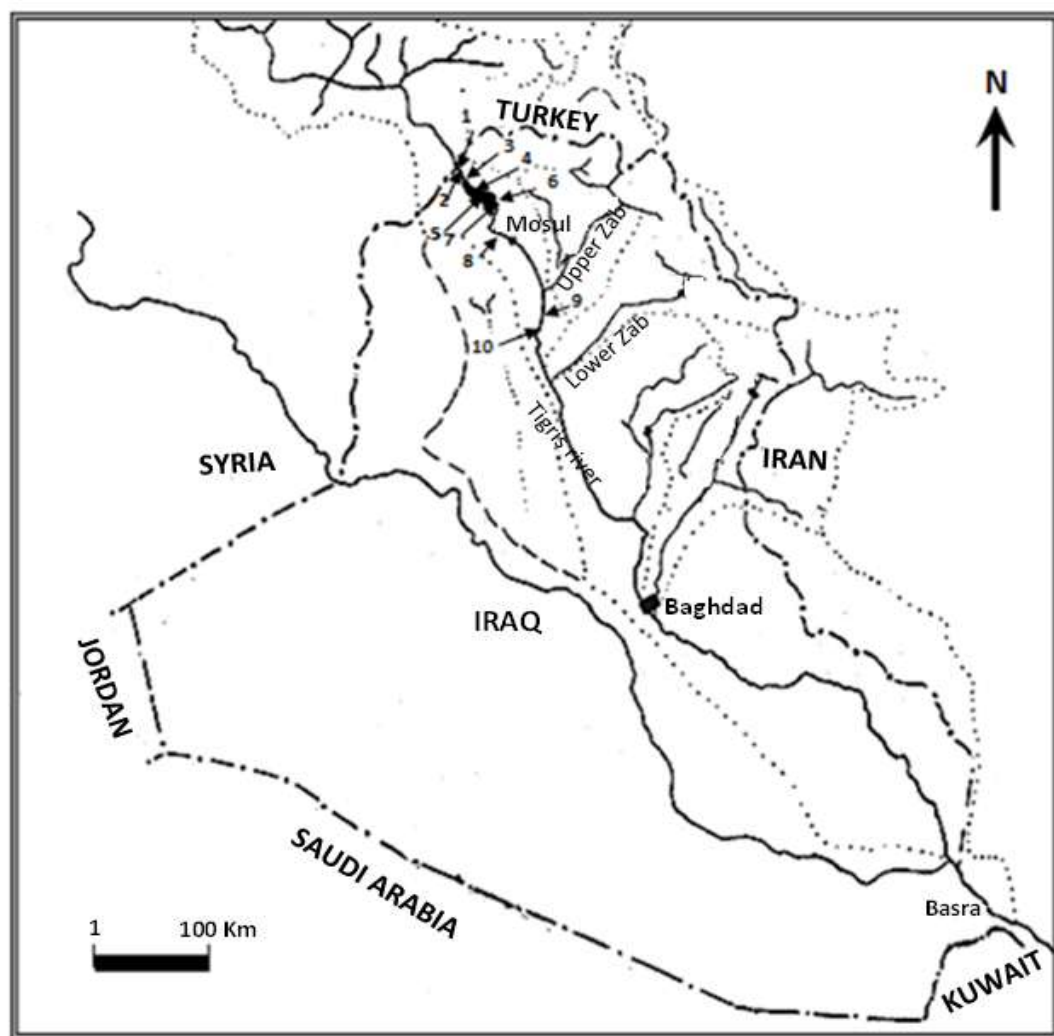 N
TURKEY
1
3
4
2
6
5
7
Mosul
8
Upper Zab
9
10
Lower Zab
Tigris river
SYRIA
IRAN
IRAQ
Baghdad
JORDAN
SAUDI ARABIA
Basra
1 100 Km
KUWAIT